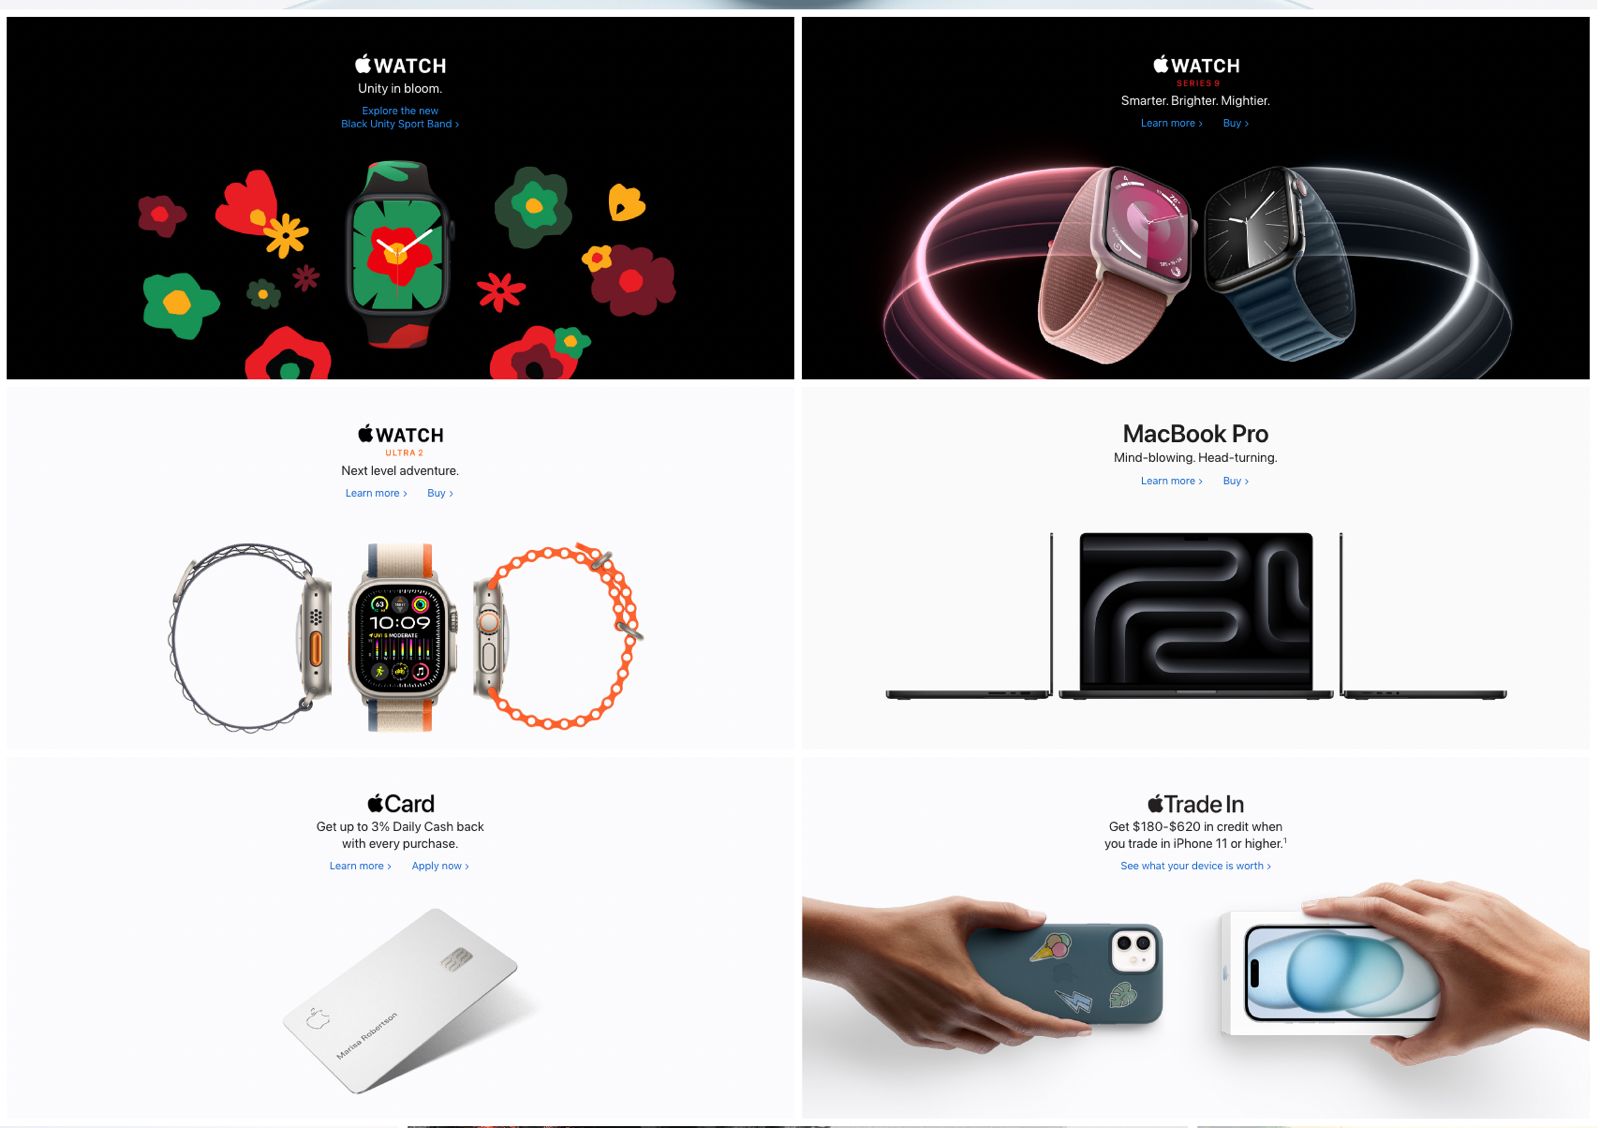 WATCH
Unity in bloom.
Explore the new
Black Unity Sport Band >
WATCH
SERIES 9
Smarter. Brighter. Mightier.
Learn more > Buy >
WATCH
ULTRA 2
Next level adventure.
Learn more > Buy >
10:09
UVI 5 MODERATE
63
MacBook Pro
Mind-blowing. Head-turning.
Learn more > Buy >
Card
Get up to 3% Daily Cash back
with every purchase.
Learn more > Apply now >
Marisa Robertson
Trade In
Get $180-$620 in credit when
you trade in iPhone 11 or higher.¹
See what your device is worth >